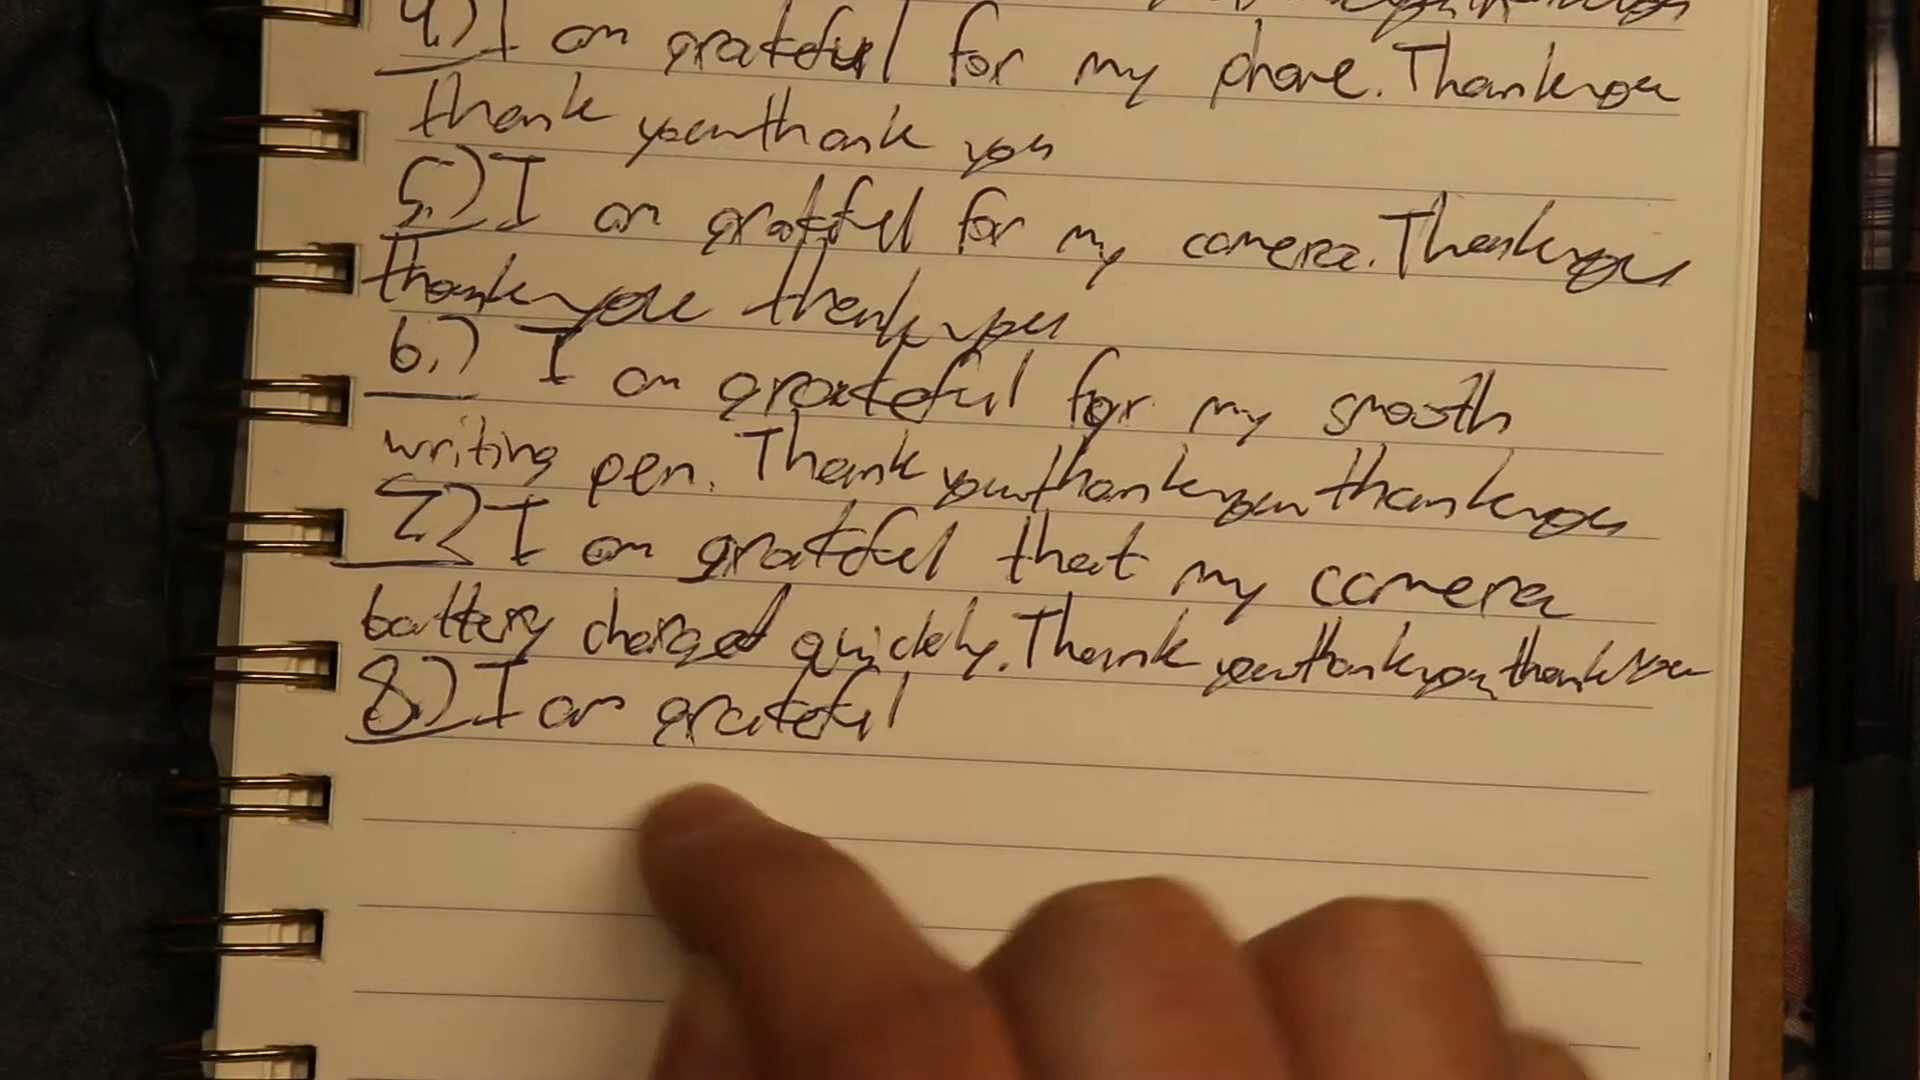 4.) I am grateful for my phone. Thank you
thank you thank you
5.) I am grateful for my camera. Thank you
thank you thank you
6.) I am grateful for my smooth
writing pen. Thank you thank you thank you
7.) I am grateful that my camera
battery charged quickly. Thank you thank you thank you
8.) I am grateful